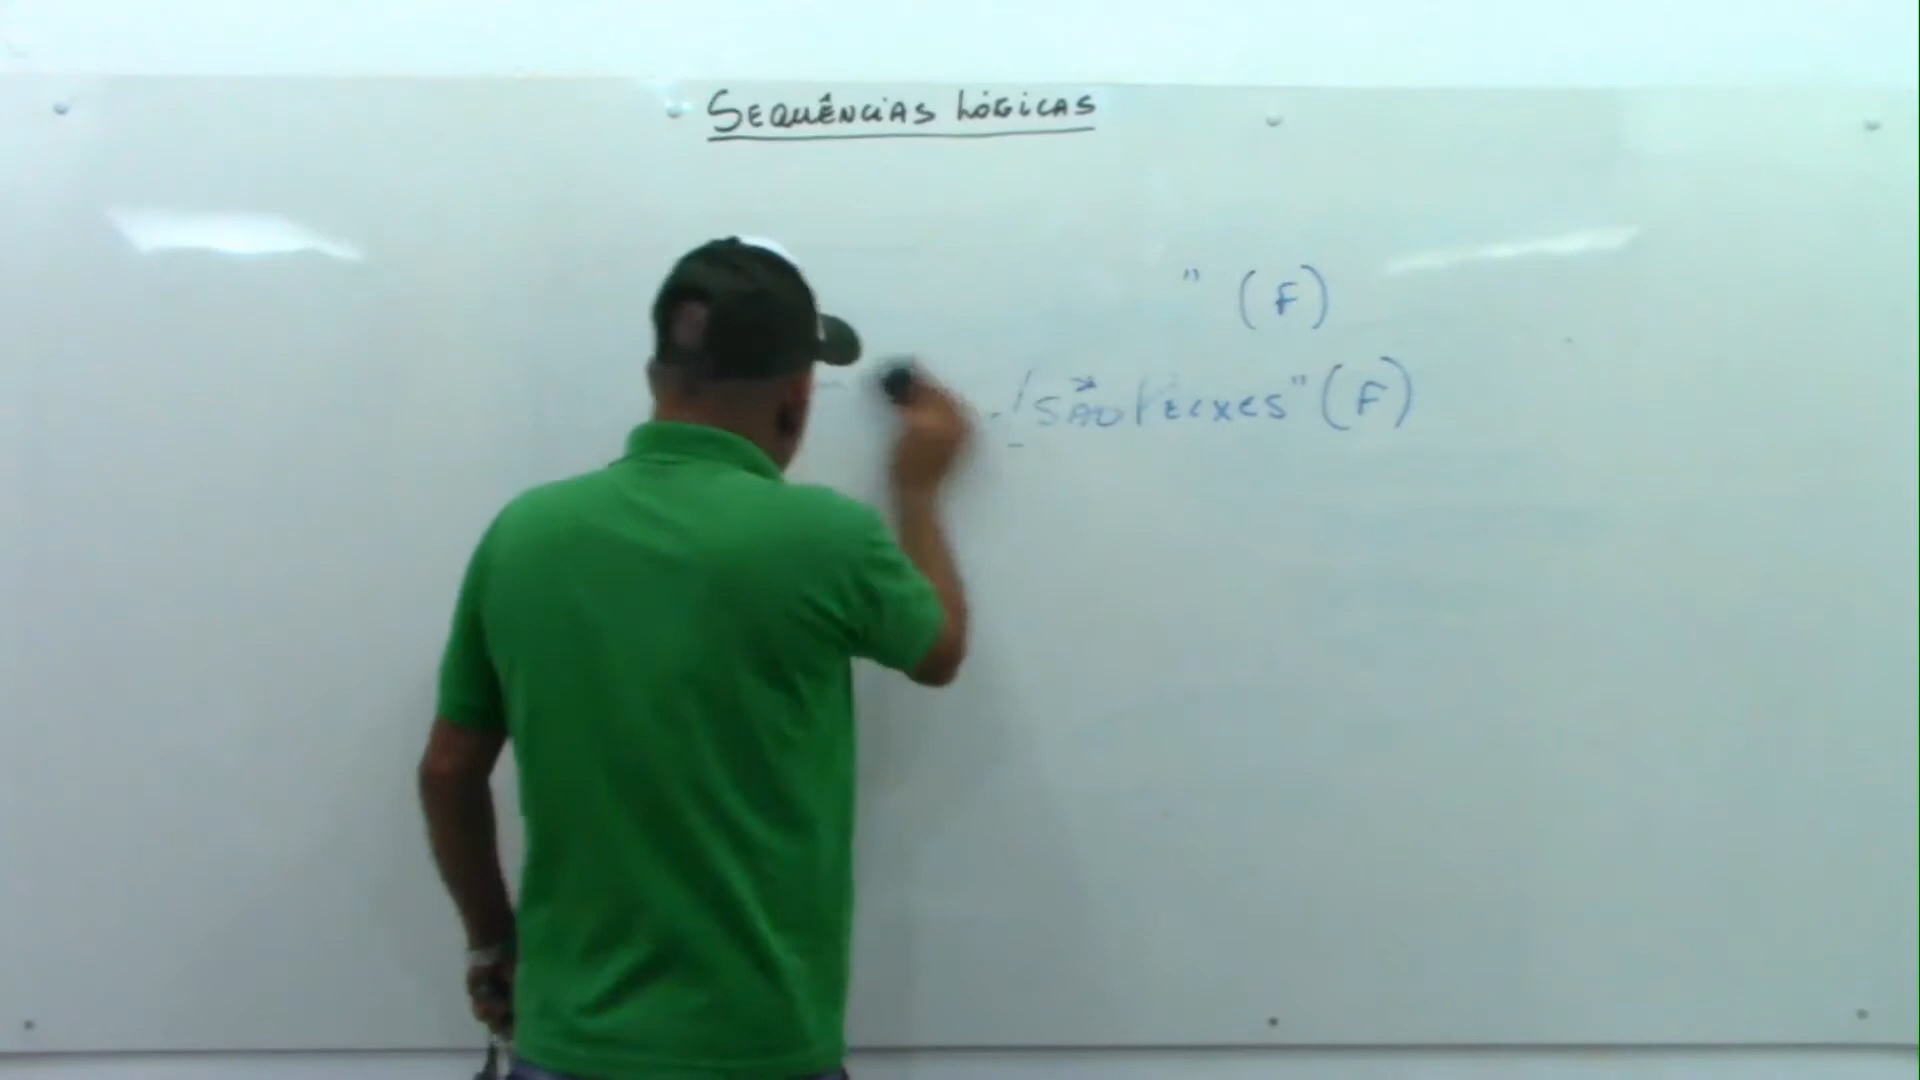 SEQUÊNCIAS LÓGICAS
" (F)
SÃO PEIXES" (F)